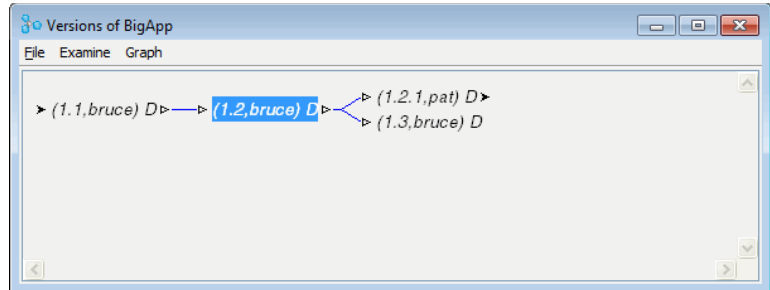 Versions of BigApp
File Examine Graph
(1.2.1,pat) D
(1.1,bruce) D (1.2,bruce) D
(1.3,bruce) D